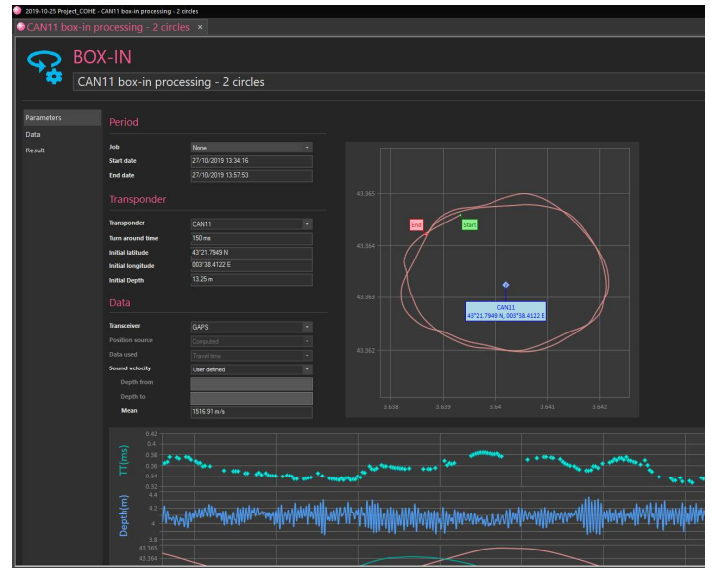 2019-10-25 Project_COHE - CAN11 box-in processing - 2 circles
CAN11 box-in processing - 2 circles ×
BOX-IN
CAN11 box-in processing - 2 circles
Parameters
Data
Result
Period
Job None
Start date 27/10/2019 13:34:16
End date 27/10/2019 13:57:53
Transponder
Transponder CAN11
Turn around time 150 ms
Initial latitude 43°21.7949 N
Initial longitude 003°38.4122 E
Initial Depth 13.25 m
Data
Transceiver GAPS
Position source Computed
Data used Travel time
Sound velocity User defined
Depth from
Depth to
Mean 1516.91 m/s
43.365
43.364
43.363
43.362
End
Start
CAN11
43°21.7949 N, 003°38.4122 E
3.638 3.639 3.64 3.641 3.642
TT(ms)
0.42
0.4
0.38
0.36
0.34
0.32
Depth(m)
4.4
4.2
4
3.8
43.365
43.364